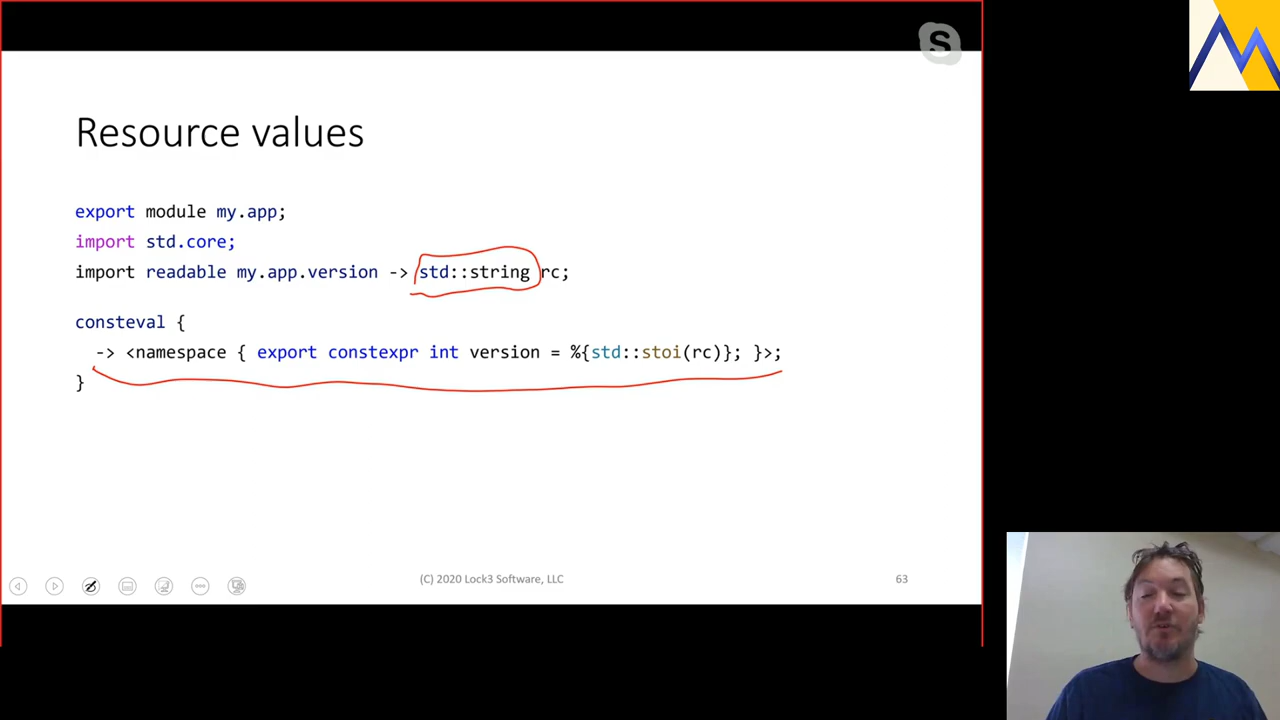 S
Resource values
export module my.app;
import std.core;
import readable my.app.version -> std::string rc;
consteval {
-> <namespace { export constexpr int version = %{std::stoi(rc)}; }>;
}
(C) 2020 Lock3 Software, LLC
63